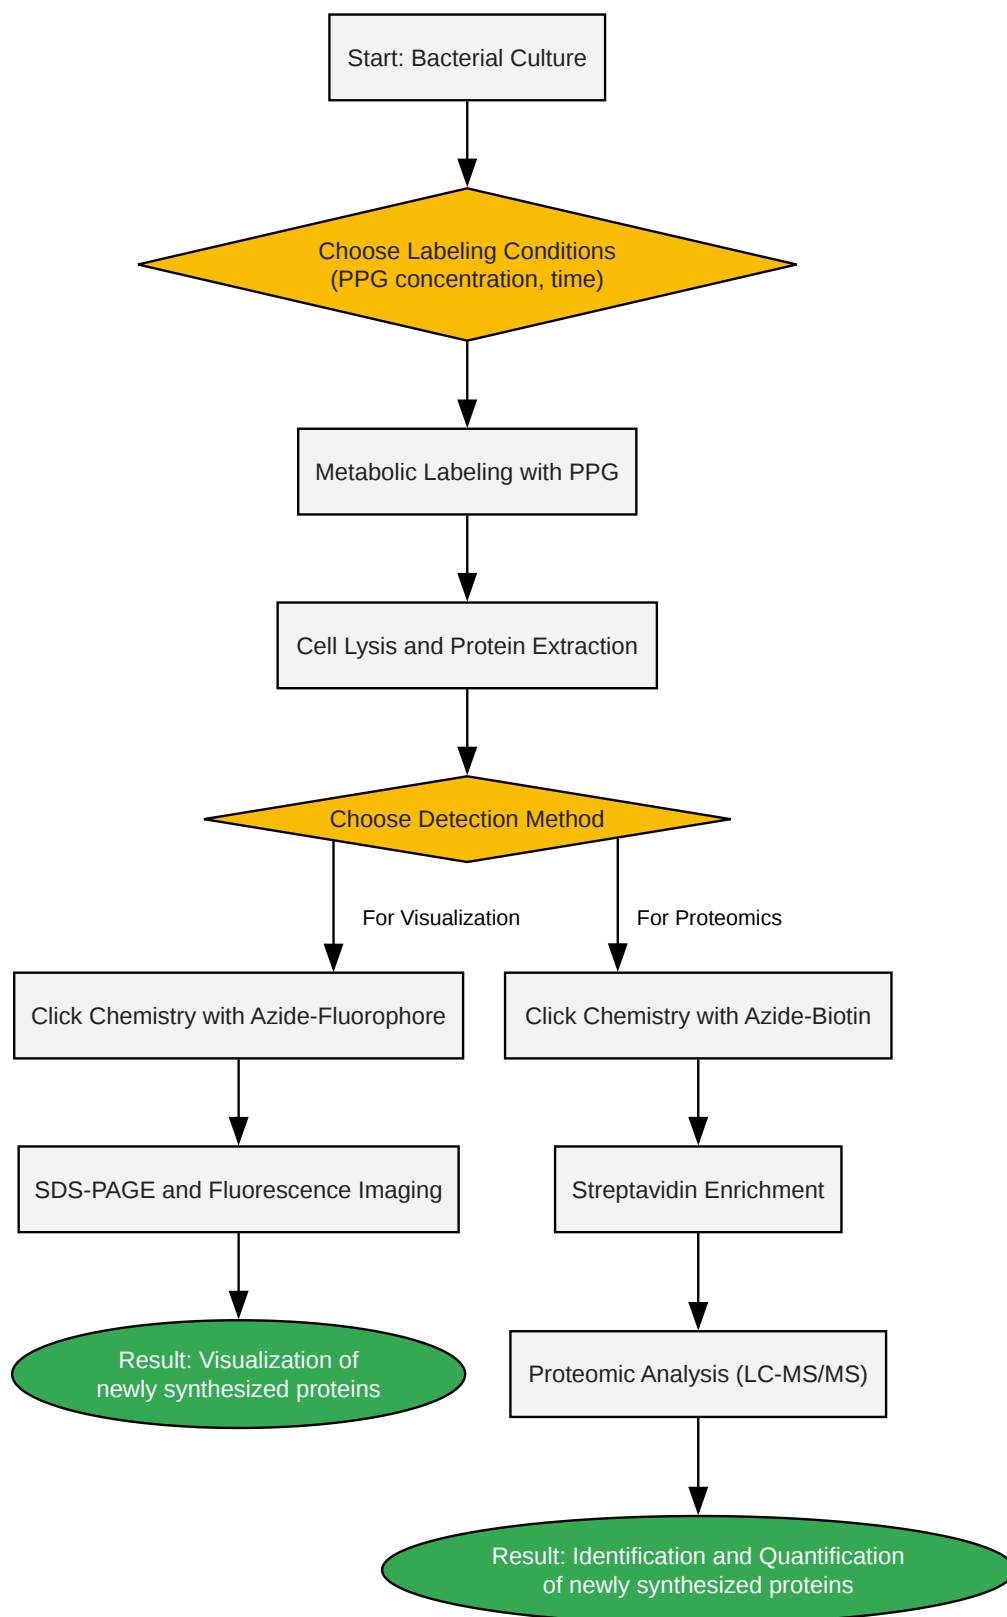 Start: Bacterial Culture
Choose Labeling Conditions
(PPG concentration, time)
Metabolic Labeling with PPG
Cell Lysis and Protein Extraction
Choose Detection Method
For Visualization
For Proteomics
Click Chemistry with Azide-Fluorophore
Click Chemistry with Azide-Biotin
SDS-PAGE and Fluorescence Imaging
Streptavidin Enrichment
Result: Visualization of
newly synthesized proteins
Proteomic Analysis (LC-MS/MS)
Result: Identification and Quantification
of newly synthesized proteins